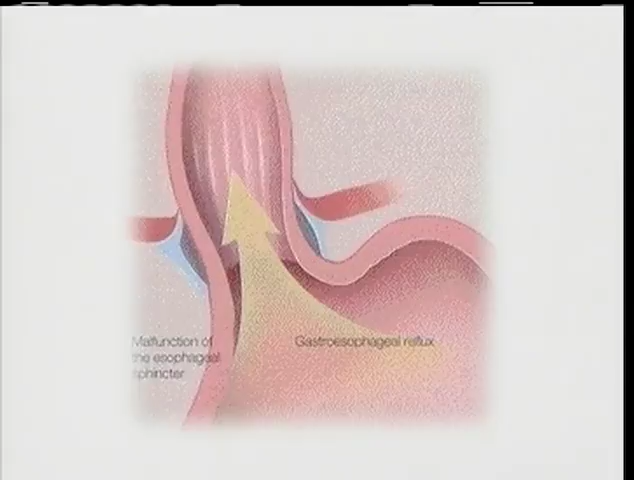 Malfunction of
the esophageal
sphincter
Gastroesophageal reflux